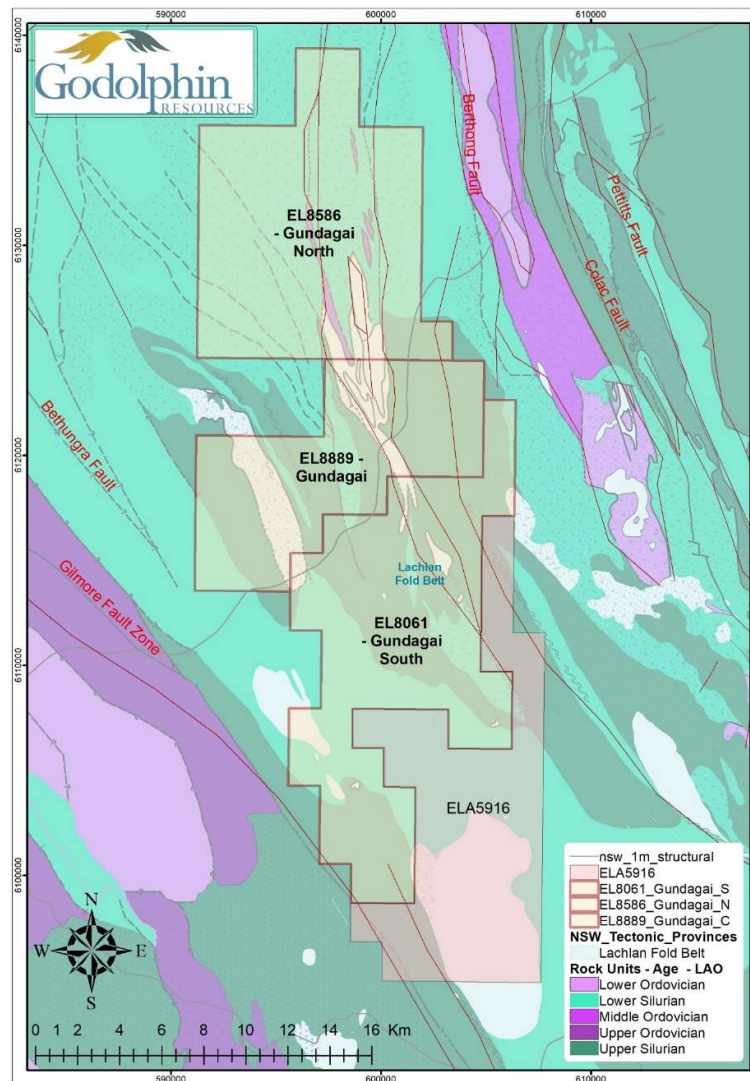 590000 600000 610000
6140000
Godolphin
RESOURCES
Berthong Fault
EL8586
- Gundagai
North
Pettitts Fault
Colac Fault
6130000
Bethungra Fault
6120000
EL8889 -
Gundagai
Lachlan
Fold Belt
EL8061
- Gundagai
South
Gilmore Fault Zone
6110000
ELA5916
6100000
nsw_1m_structural
ELA5916
EL8061_Gundagai_S
EL8586_Gundagai_N
EL8889_Gundagai_C
NSW_Tectonic_Provinces
Lachlan Fold Belt
Rock Units - Age - LAO
Lower Ordovician
Lower Silurian
Middle Ordovician
Upper Ordovician
Upper Silurian
N
W E
S
0 1 2 4 6 8 10 12 14 16 Km
590000 600000 610000